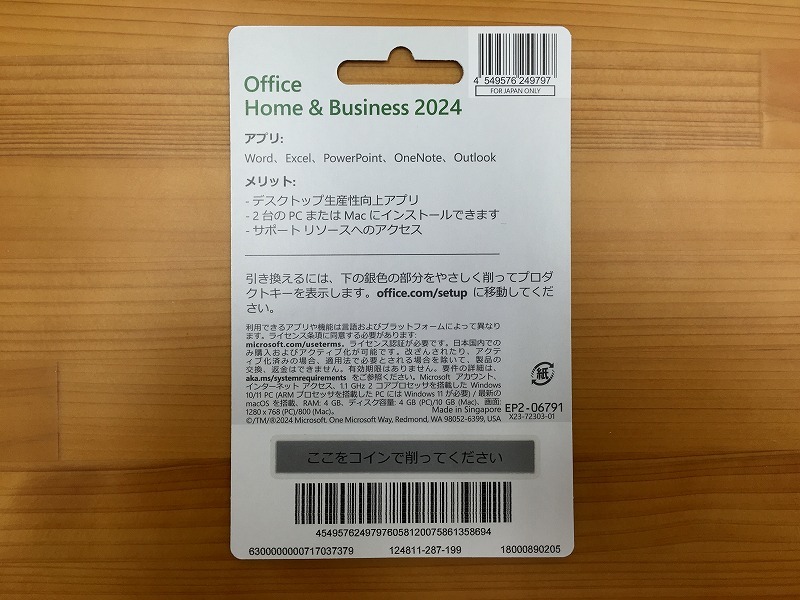 4 549576 249797
FOR JAPAN ONLY
Office
Home & Business 2024
アプリ:
Word、Excel、PowerPoint、OneNote、Outlook
メリット:
- デスクトップ生産性向上アプリ
- 2 台の PC または Mac にインストールできます
- サポート リソースへのアクセス
引き換えるには、下の銀色の部分をやさしく削ってプロダ
クトキーを表示します。office.com/setup に移動してくだ
さい。
利用できるアプリや機能は言語およびプラットフォームによって異なり
ます。ライセンス条項に同意する必要があります:
microsoft.com/useterms. ライセンス認証が必要です。日本国内での
み購入およびアクティブ化が可能です。改ざんされたり、アクティ
ブ化済みの場合、適用法で必要とされる場合を除いて、製品の
交換、返金はできません。有効期限はありません。要件の詳細は、
aka.ms/systemrequirements をご参照ください。Microsoft アカウント、
インターネット アクセス、1.1 GHz 2 コアプロセッサを搭載した Windows
10/11 PC (ARM プロセッサを搭載した PC には Windows 11 が必要) / 最新の
macOS を搭載、RAM: 4 GB、ディスク容量: 4 GB (PC)/10 GB (Mac)、画面:
1280 x 768 (PC)/800 (Mac)。
Made in Singapore
©/TM/®2024 Microsoft. One Microsoft Way, Redmond, WA 98052-6399, USA
紙
EP2-06791
X23-72303-01
ここをコインで削ってください
4549576249797605812007586135869​4
6300000000717037379
124811-287-199
18000890205